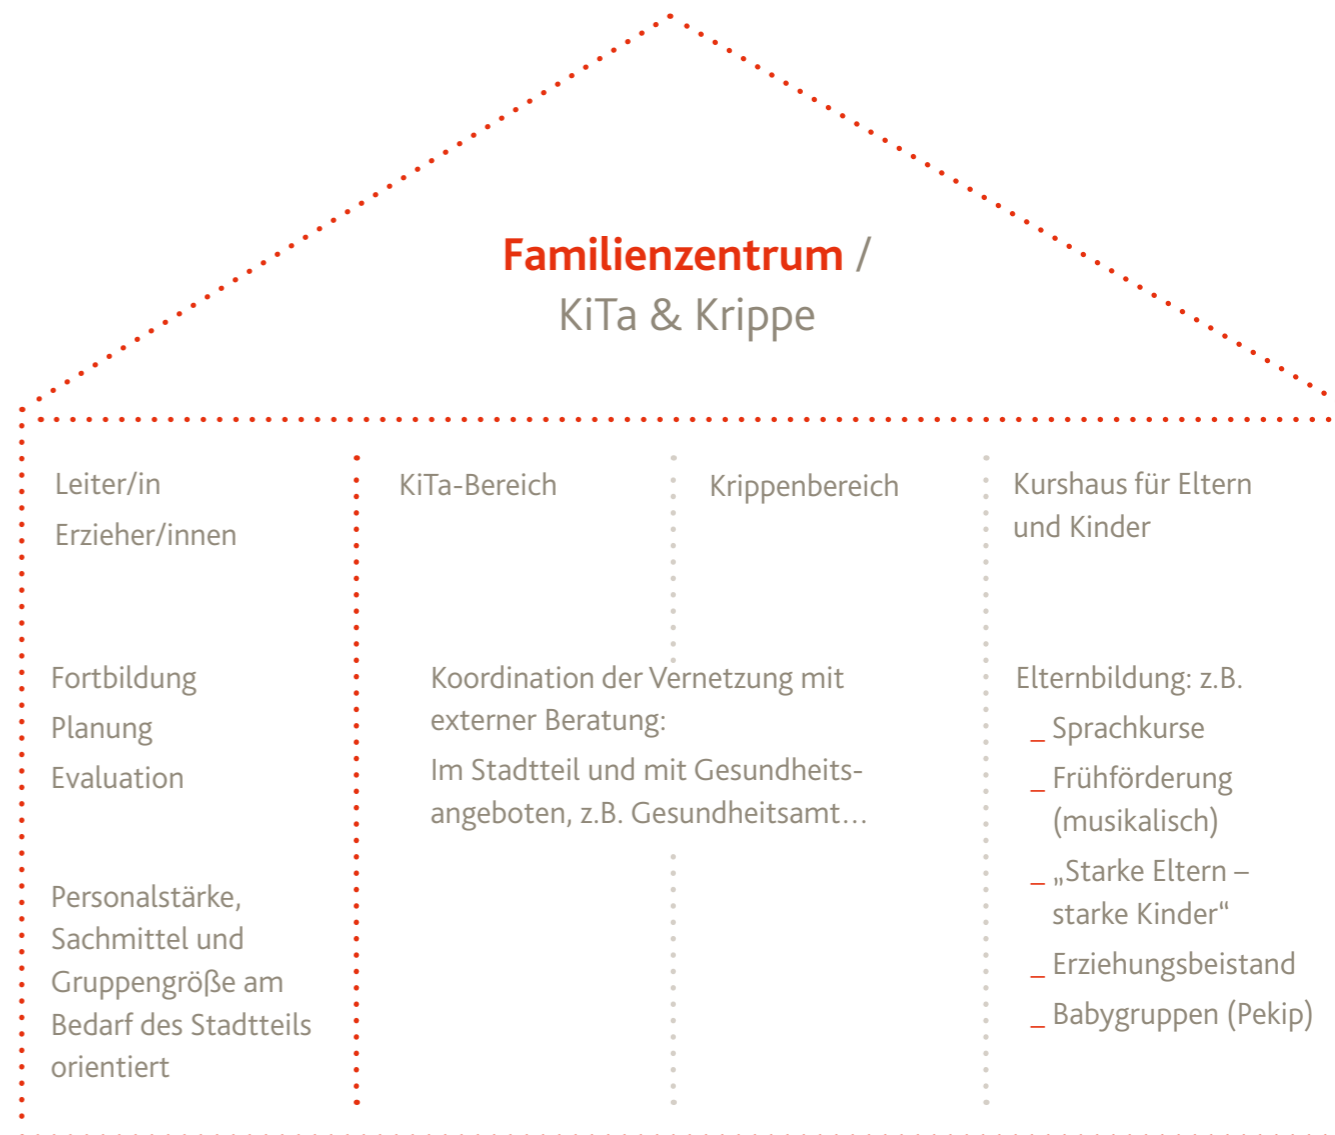 Familienzentrum /
KiTa & Krippe
Leiter/in
Erzieher/innen
Fortbildung
Planung
Evaluation
Personalstärke,
Sachmittel und
Gruppengröße am
Bedarf des Stadtteils
orientiert
KiTa-Bereich
Krippenbereich
Koordination der Vernetzung mit
externer Beratung:
Im Stadtteil und mit Gesundheits-
angeboten, z.B. Gesundheitsamt…
Kurshaus für Eltern
und Kinder
Elternbildung: z.B.
_ Sprachkurse
_ Frühförderung
(musikalisch)
_ „Starke Eltern –
starke Kinder“
_ Erziehungsbeistand
_ Babygruppen (Pekip)